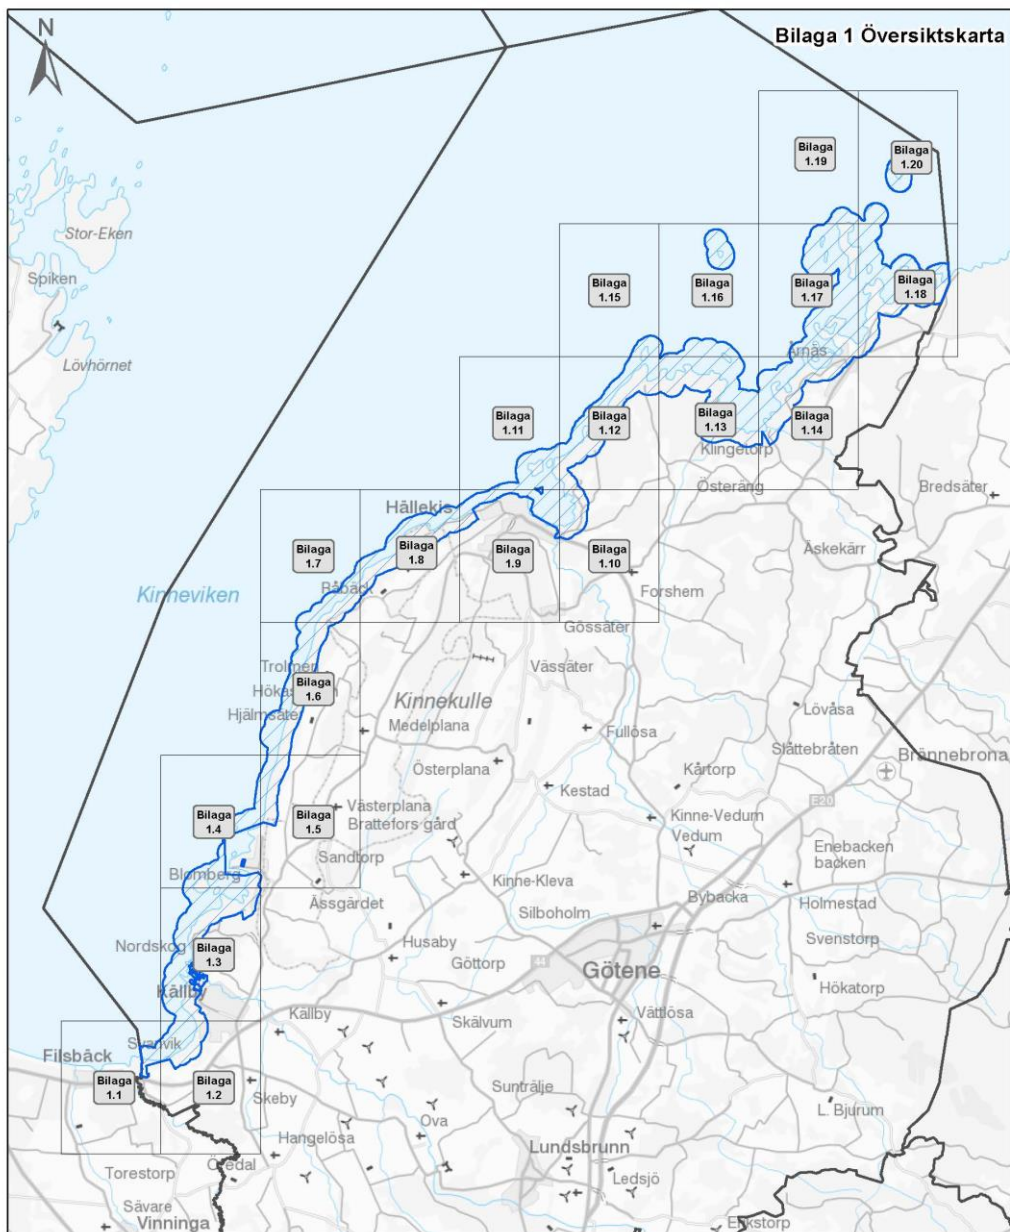 Bilaga 1 Översiktskarta
N
Bilaga
1.19
Bilaga
1.20
Stor-Eken
Spiken
Bilaga
1.15
Bilaga
1.16
Bilaga
1.17
Bilaga
1.18
Lövhörnet
Årnäs
Bilaga
1.11
Bilaga
1.12
Bilaga
1.13
Bilaga
1.14
Klingetorp
Österäng
Bredsäter
Hällekis
Bilaga
1.7
Bilaga
1.8
Bilaga
1.9
Bilaga
1.10
Äskekärr
Kinneviken
Råbäck
Forshem
Gössäter
Trolmen
Vässäter
Bilaga
1.6
Kinnekulle
Hjälmsäter
Medelplana
Fullösa
Lövåsa
Slåttebråten
Brännebrona
Österplana
Kårtorp
Kestad
E20
Bilaga
1.4
Bilaga
1.5
Västerplana
Brattefors gård
Kinne-Vedum
Vedum
Enebacken
backen
Sandtorp
Blomberg
Kinne-Kleva
Ässgärdet
Silboholm
Bybacka
Holmestad
Nordskog
Bilaga
1.3
Husaby
Svenstorp
Göttorp
44
Götene
Hökatorp
Källby
Källby
Skälvum
Vättlösa
Svanvik
Filsbäck
Bilaga
1.1
Bilaga
1.2
Skeby
Sunträlje
L. Bjurum
Ova
Hangelösa
Lundsbrunn
Torestorp
Öredal
Ledsjö
Sävare
Vinninga